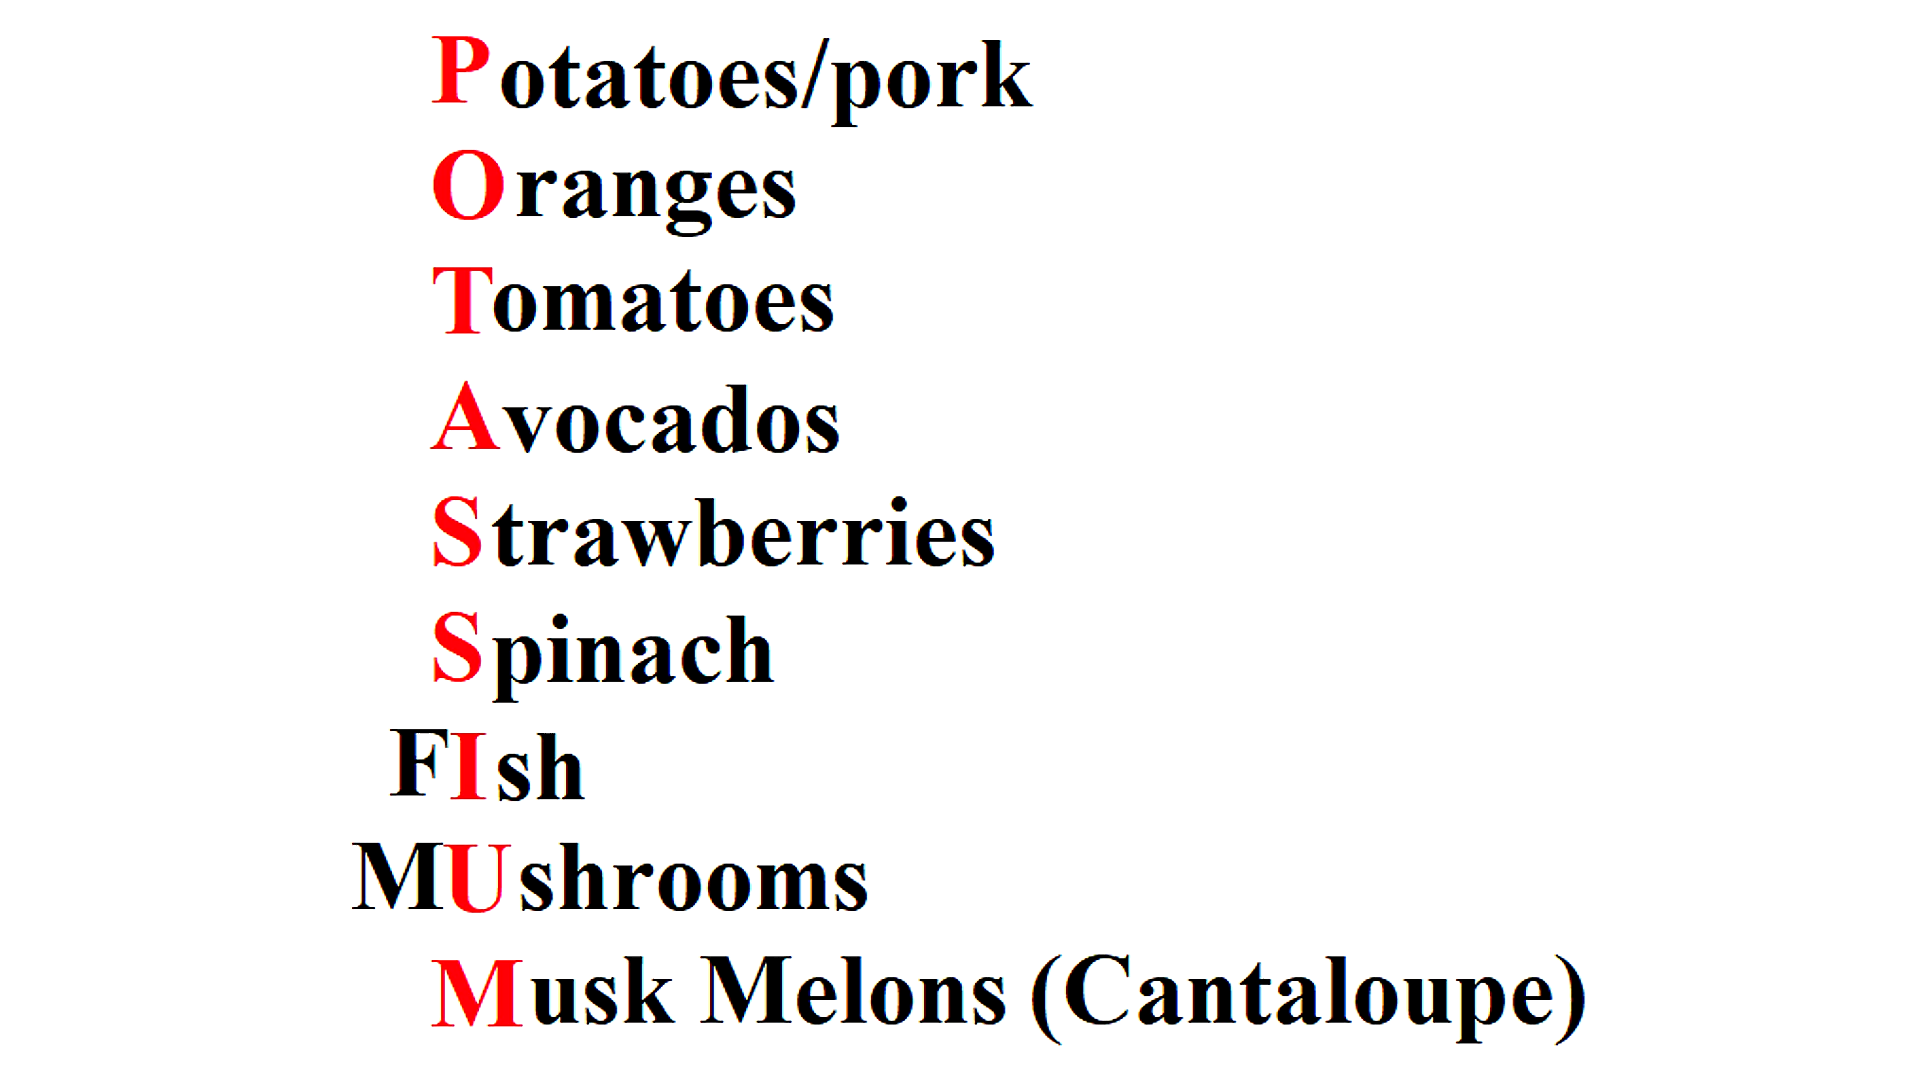 Potatoes/pork
Oranges
Tomatoes
Avocados
Strawberries
Spinach
FIsh
MUshrooms
Musk Melons (Cantaloupe)